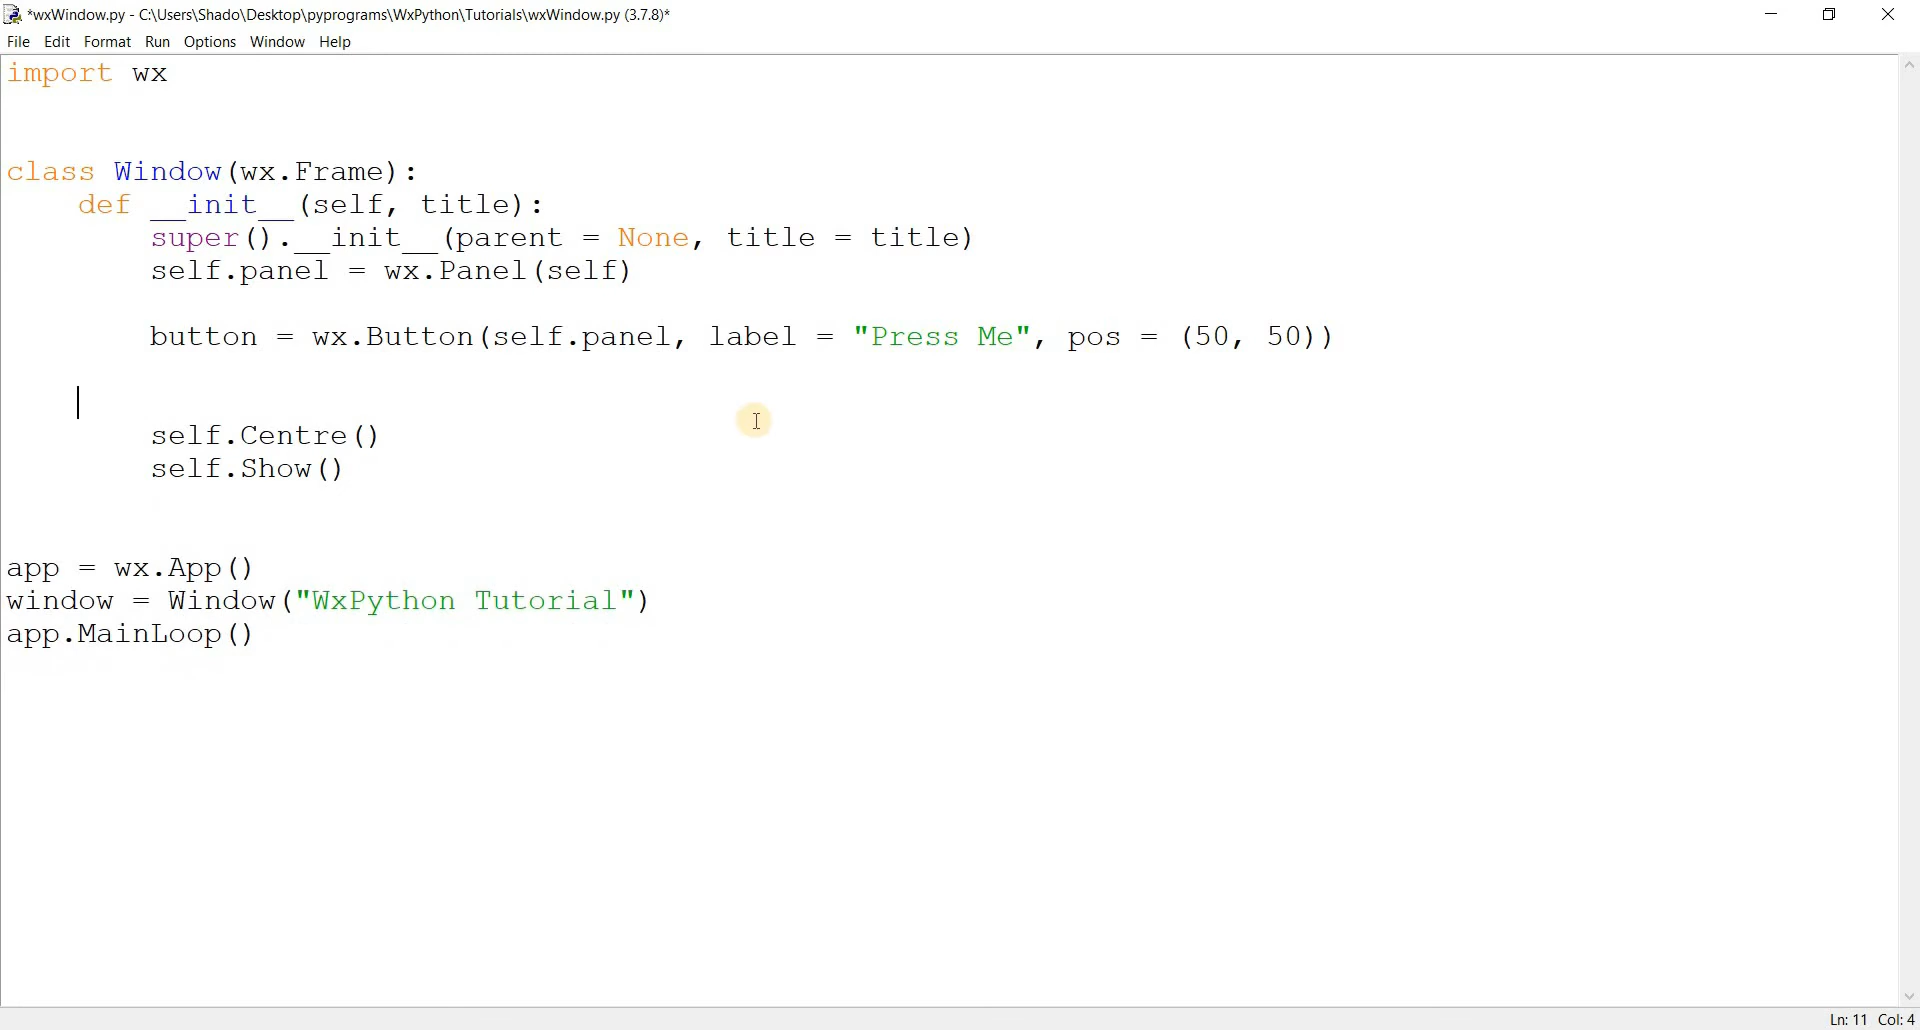 *wxWindow.py - C:\Users\Shado\Desktop\pyprograms\WxPython\Tutorials\wxWindow.py (3.7.8)*
File Edit Format Run Options Window Help
import wx
class Window(wx.Frame):
    def __init__(self, title):
        super().__init__(parent = None, title = title)
        self.panel = wx.Panel(self)
        button = wx.Button(self.panel, label = "Press Me", pos = (50, 50))
        self.Centre()
        self.Show()
app = wx.App()
window = Window("WxPython Tutorial")
app.MainLoop()
Ln: 11 Col: 4